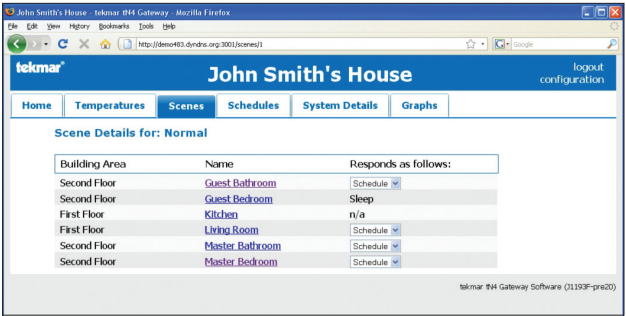 John Smith's House - tekmar tN4 Gateway - Mozilla Firefox
File Edit View History Bookmarks Tools Help
http://demo483.dyndns.org:3001/scenes/1
Google
tekmar®
John Smith's House
logout
configuration
Home Temperatures Scenes Schedules System Details Graphs
Scene Details for: Normal
Building Area Name Responds as follows:
Second Floor Guest Bathroom Schedule
Second Floor Guest Bedroom Sleep
First Floor Kitchen n/a
First Floor Living Room Schedule
Second Floor Master Bathroom Schedule
Second Floor Master Bedroom Schedule
tekmar tN4 Gateway Software (J1193F-pre20)